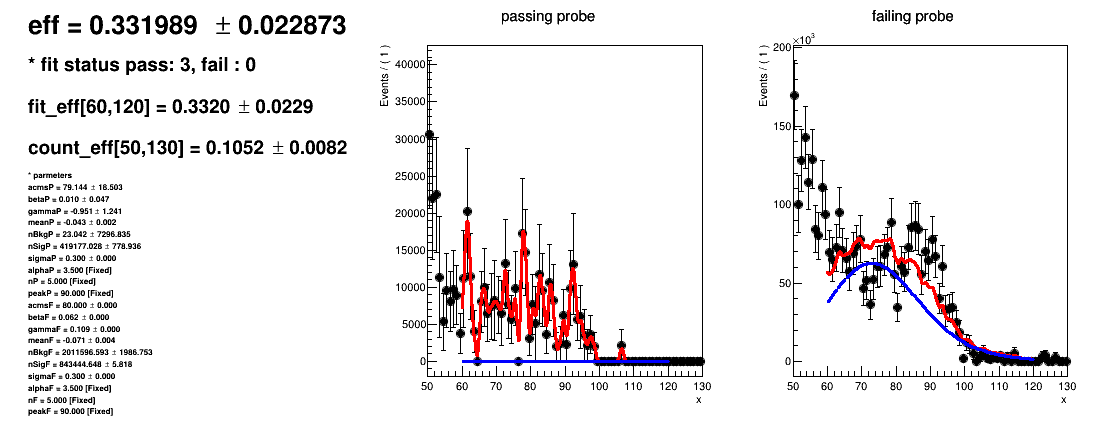 eff = 0.331989 ± 0.022873
* fit status pass: 3, fail : 0
fit_eff[60,120] = 0.3320 ± 0.0229
count_eff[50,130] = 0.1052 ± 0.0082
* parmeters
acmsP = 79.144 ± 18.503
betaP = 0.010 ± 0.047
gammaP = -0.951 ± 1.241
meanP = -0.043 ± 0.002
nBkgP = 23.042 ± 7296.835
nSigP = 419177.028 ± 778.936
sigmaP = 0.300 ± 0.000
alphaP = 3.500 [Fixed]
nP = 5.000 [Fixed]
peakP = 90.000 [Fixed]
acmsF = 80.000 ± 0.000
betaF = 0.062 ± 0.000
gammaF = 0.109 ± 0.000
meanF = -0.071 ± 0.004
nBkgF = 2011596.593 ± 1986.753
nSigF = 843444.648 ± 5.818
sigmaF = 0.300 ± 0.000
alphaF = 3.500 [Fixed]
nF = 5.000 [Fixed]
peakF = 90.000 [Fixed]
passing probe
Events / ( 1 )
40000
35000
30000
25000
20000
15000
10000
5000
0
50 60 70 80 90 100 110 120 130
x
failing probe
×10³
Events / ( 1 )
200
150
100
50
0
50 60 70 80 90 100 110 120 130
x